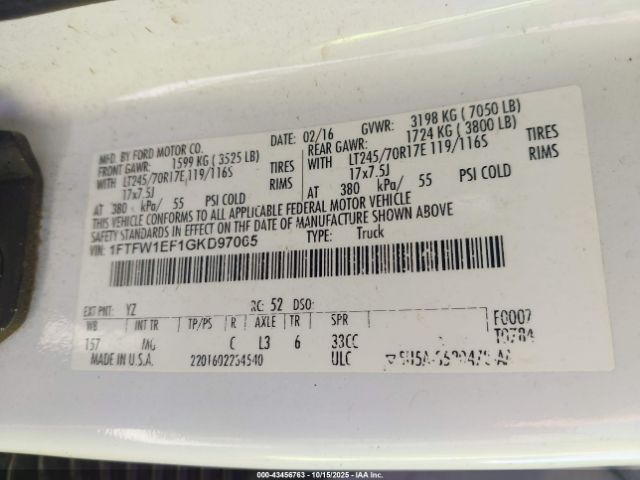 MFD. BY FORD MOTOR CO.
DATE: 02/16 GVWR: 3198 KG ( 7050 LB)
FRONT GAWR: 1599 KG ( 3525 LB) REAR GAWR: 1724 KG ( 3800 LB)
WITH LT245/70R17E 119/116S TIRES WITH LT245/70R17E 119/116S TIRES
17x7.5J RIMS 17x7.5J RIMS
AT 380 kPa/ 55 PSI COLD AT 380 kPa/ 55 PSI COLD
THIS VEHICLE CONFORMS TO ALL APPLICABLE FEDERAL MOTOR VEHICLE
SAFETY STANDARDS IN EFFECT ON THE DATE OF MANUFACTURE SHOWN ABOVE.
VIN: 1FTFW1EF1GKD97065 TYPE: Truck
EXT PNT: YZ RC: 52 DSO:
WB INT TR TP/PS R AXLE TR SPR F0007
157 MG C L3 6 33CC T0784
MADE IN U.S.A. 2201602234540 ULC
000-43456763 | 10/15/2025 - IAA Inc.